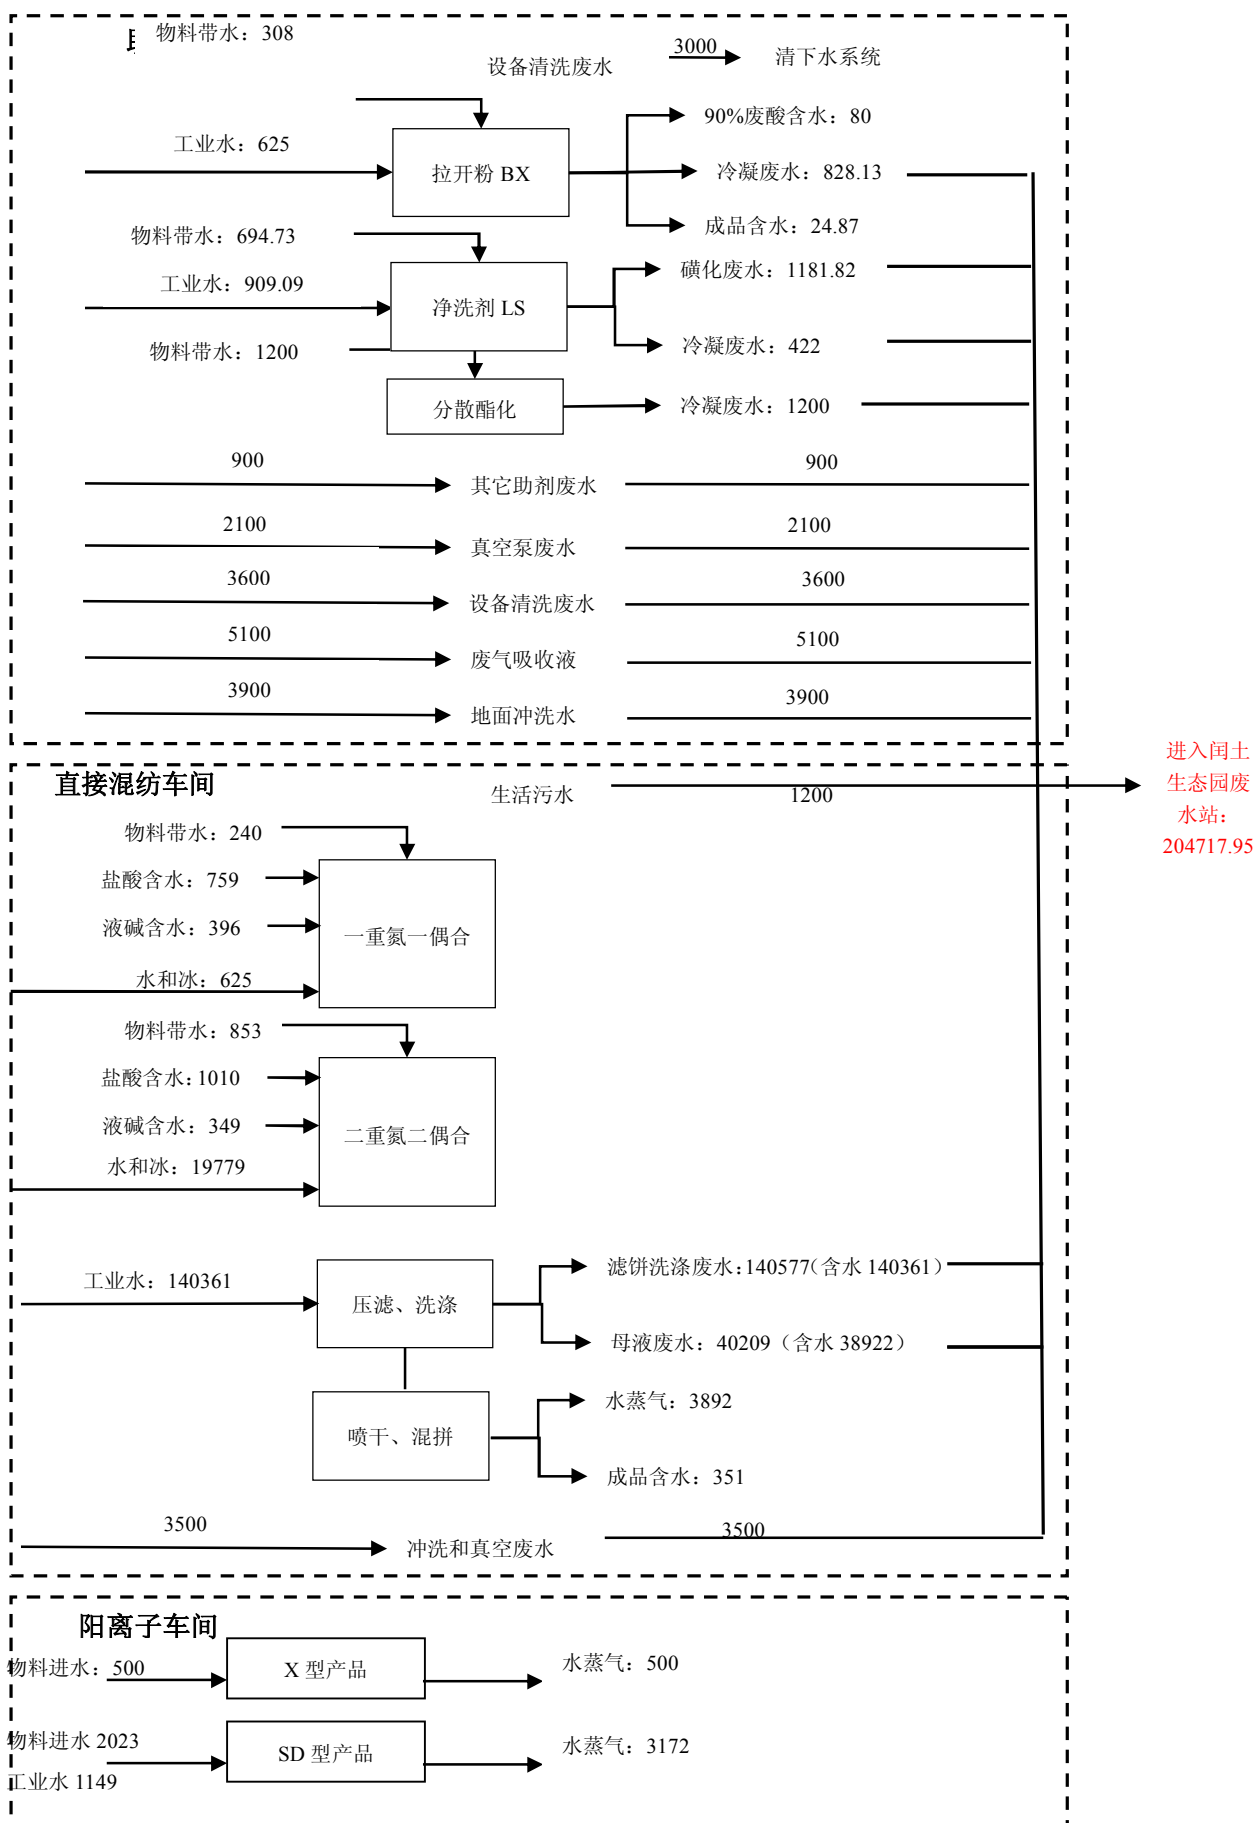 物料带水：308
设备清洗废水
3000
清下水系统
90%废酸含水：80
工业水：625
拉开粉 BX
冷凝废水：828.13
成品含水：24.87
物料带水：694.73
磺化废水：1181.82
工业水：909.09
净洗剂 LS
冷凝废水：422
物料带水：1200
分散酯化
冷凝废水：1200
900
其它助剂废水
900
2100
真空泵废水
2100
3600
设备清洗废水
3600
5100
废气吸收液
5100
3900
地面冲洗水
3900
进入闰土
生态园废
水站：
204717.95
直接混纺车间
生活污水
1200
物料带水：240
盐酸含水：759
液碱含水：396
一重氮一偶合
水和冰：625
物料带水：853
盐酸含水：1010
液碱含水：349
二重氮二偶合
水和冰：19779
工业水：140361
压滤、洗涤
滤饼洗涤废水：140577（含水 140361）
母液废水：40209（含水 38922）
喷干、混拼
水蒸气：3892
成品含水：351
3500
冲洗和真空废水
3500
阳离子车间
物料进水：500
X 型产品
水蒸气：500
物料进水 2023
工业水 1149
SD 型产品
水蒸气：3172